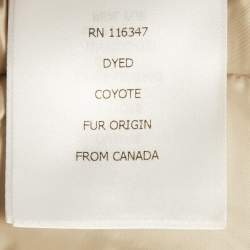 RN 116347
DYED
COYOTE
FUR ORIGIN
FROM CANADA